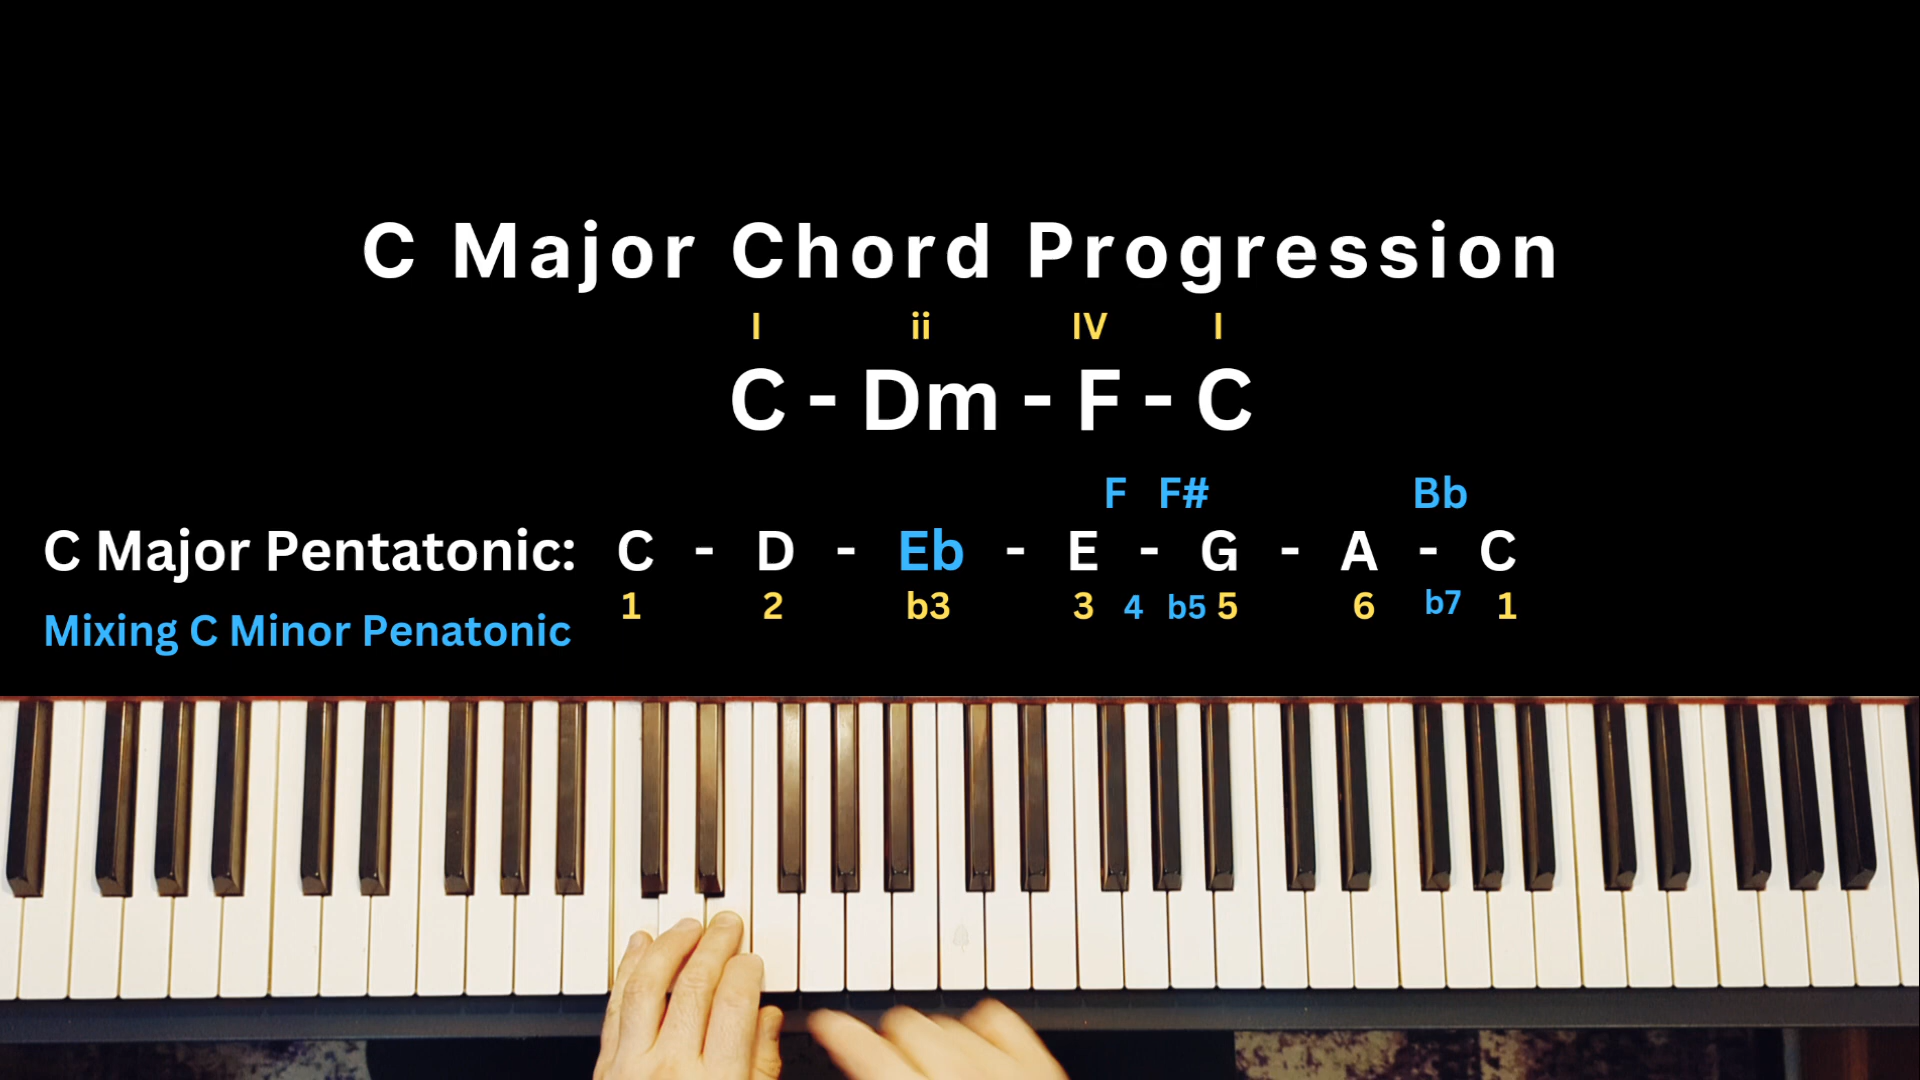 C Major Chord Progression
I ii IV I
C - Dm - F - C
F F# Bb
C Major Pentatonic: C - D - Eb - E - G - A - C
1 2 b3 3 4 b5 5 6 b7 1
Mixing C Minor Penatonic